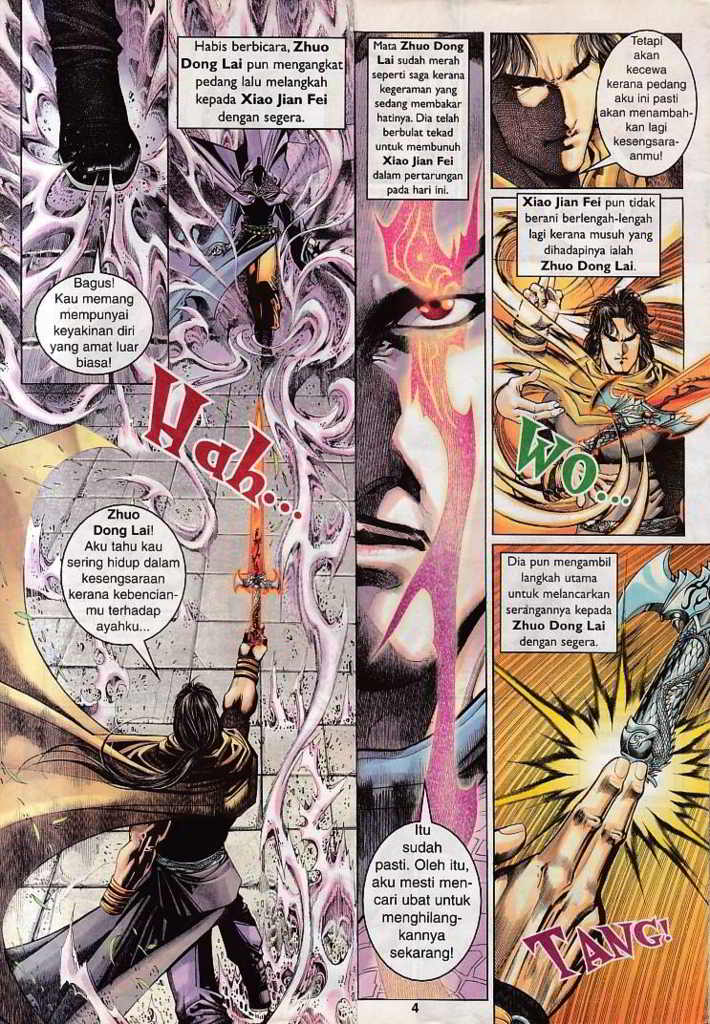 Habis berbicara, Zhuo
Dong Lai pun mengangkat
pedang lalu melangkah
kepada Xiao Jian Fei
dengan segera.
Bagus!
Kau memang
mempunyai
keyakinan diri
yang amat luar
biasa!
Hah...
Zhuo
Dong Lai!
Aku tahu kau
sering hidup dalam
kesengsaraan
kerana kebencian-
mu terhadap
ayahku...
Mata Zhuo Dong
Lai sudah merah
seperti saga kerana
kegeraman yang
sedang membakar
hatinya. Dia telah
berbulat tekad
untuk membunuh
Xiao Jian Fei
dalam pertarungan
pada hari ini.
Itu
sudah
pasti. Oleh itu,
aku mesti men-
cari ubat untuk
menghilang-
kannya
sekarang!
Tetapi
akan
kecewa
kerana pedang
aku ini pasti
akan menambah-
kan lagi
kesengsara-
anmu!
Xiao Jian Fei pun tidak
berani berlengah-lengah
lagi kerana musuh yang
dihadapinya ialah
Zhuo Dong Lai.
Wo...
Dia pun mengambil
langkah utama
untuk melancarkan
serangannya kepada
Zhuo Dong Lai
dengan segera.
TANG!
4